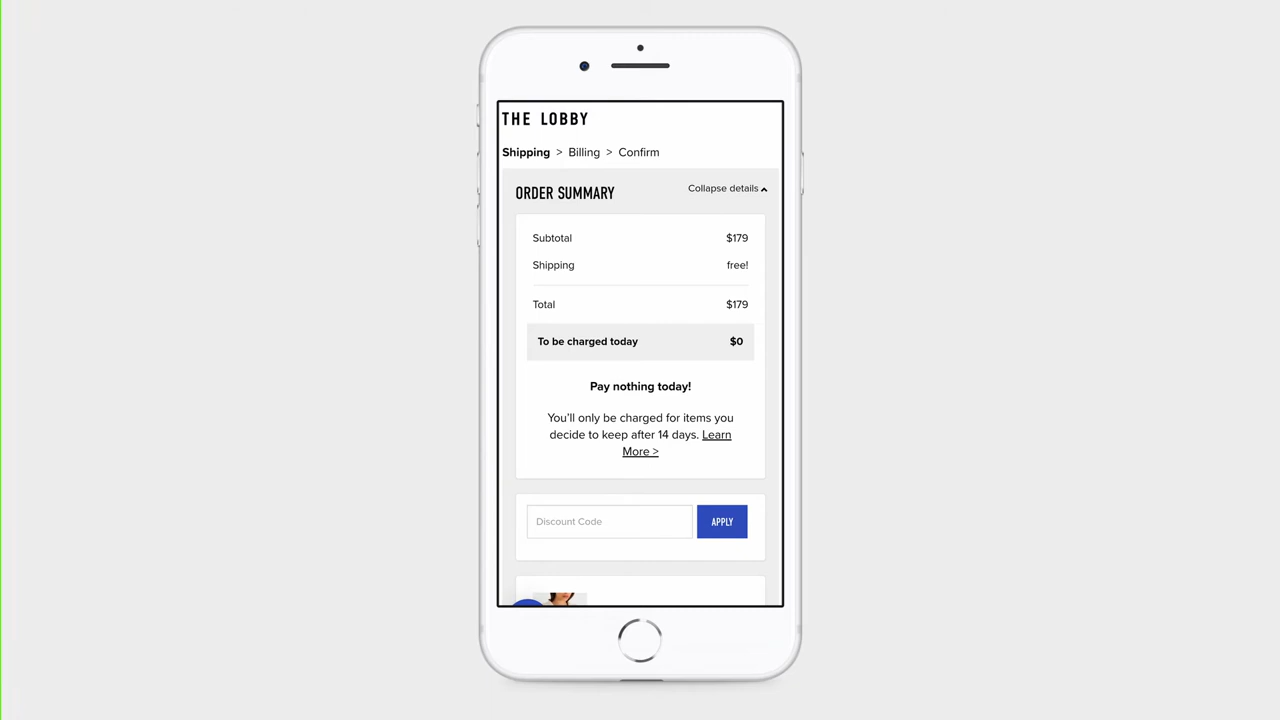 THE LOBBY
Shipping > Billing > Confirm
ORDER SUMMARY
Collapse details
Subtotal $179
Shipping free!
Total $179
To be charged today $0
Pay nothing today!
You'll only be charged for items you
decide to keep after 14 days. Learn
More >
Discount Code
APPLY